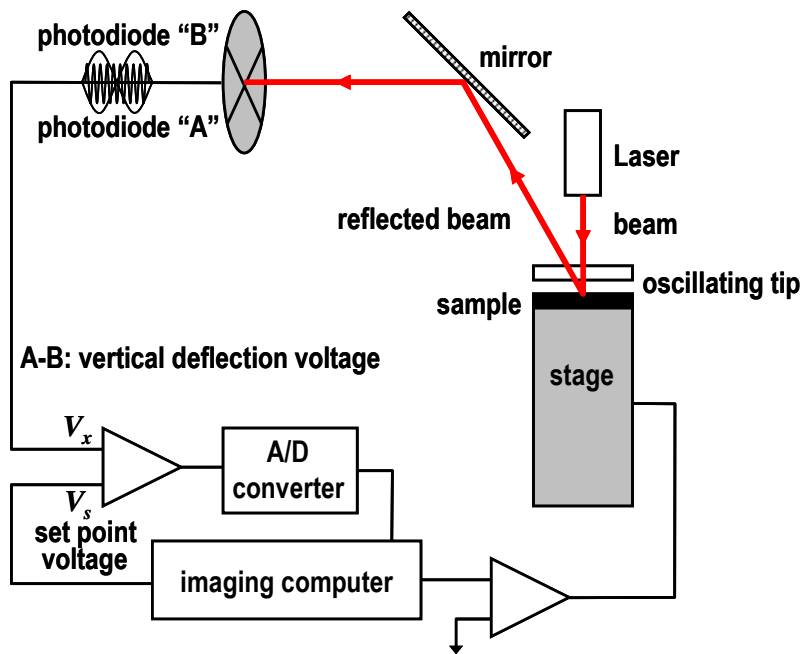 photodiode “B”
photodiode “A”
mirror
Laser
reflected beam
beam
oscillating tip
sample
stage
A-B: vertical deflection voltage
Vx
Vs
set point
voltage
A/D
converter
imaging computer